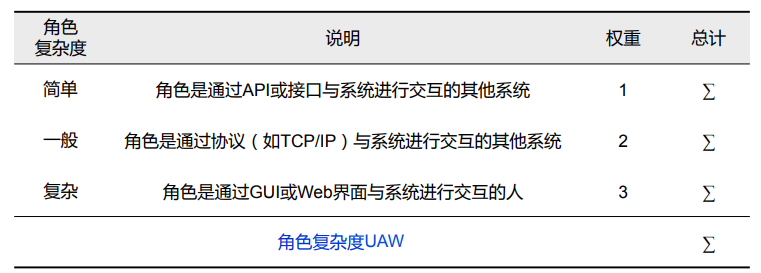 角色
复杂度 说明 权重 总计
简单 角色是通过API或接口与系统进行交互的其他系统 1 ∑
一般 角色是通过协议（如TCP/IP）与系统进行交互的其他系统 2 ∑
复杂 角色是通过GUI或Web界面与系统进行交互的人 3 ∑
角色复杂度UAW ∑